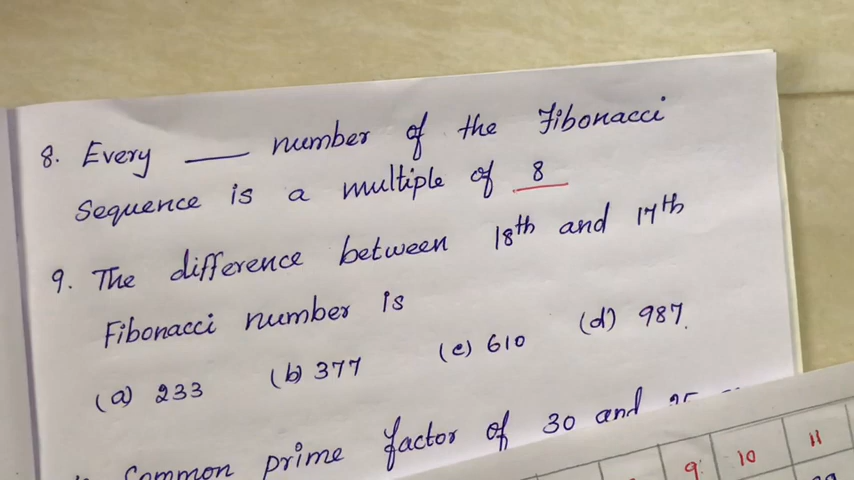 8. Every ___ number of the Fibonacci
Sequence is a multiple of 8
9. The difference between 18th and 17th
Fibonacci number is
(a) 233 (b) 377 (c) 610 (d) 987.
Common prime factor of 30 and
9 10 11